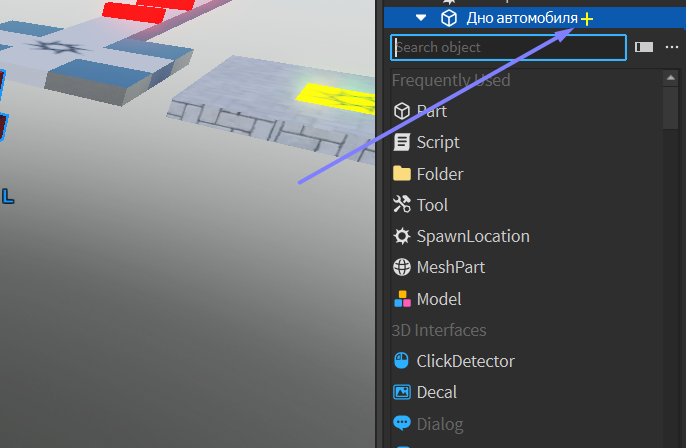 Дно автомобиля
Search object
Frequently Used
Part
Script
Folder
Tool
SpawnLocation
MeshPart
Model
3D Interfaces
ClickDetector
Decal
Dialog
L